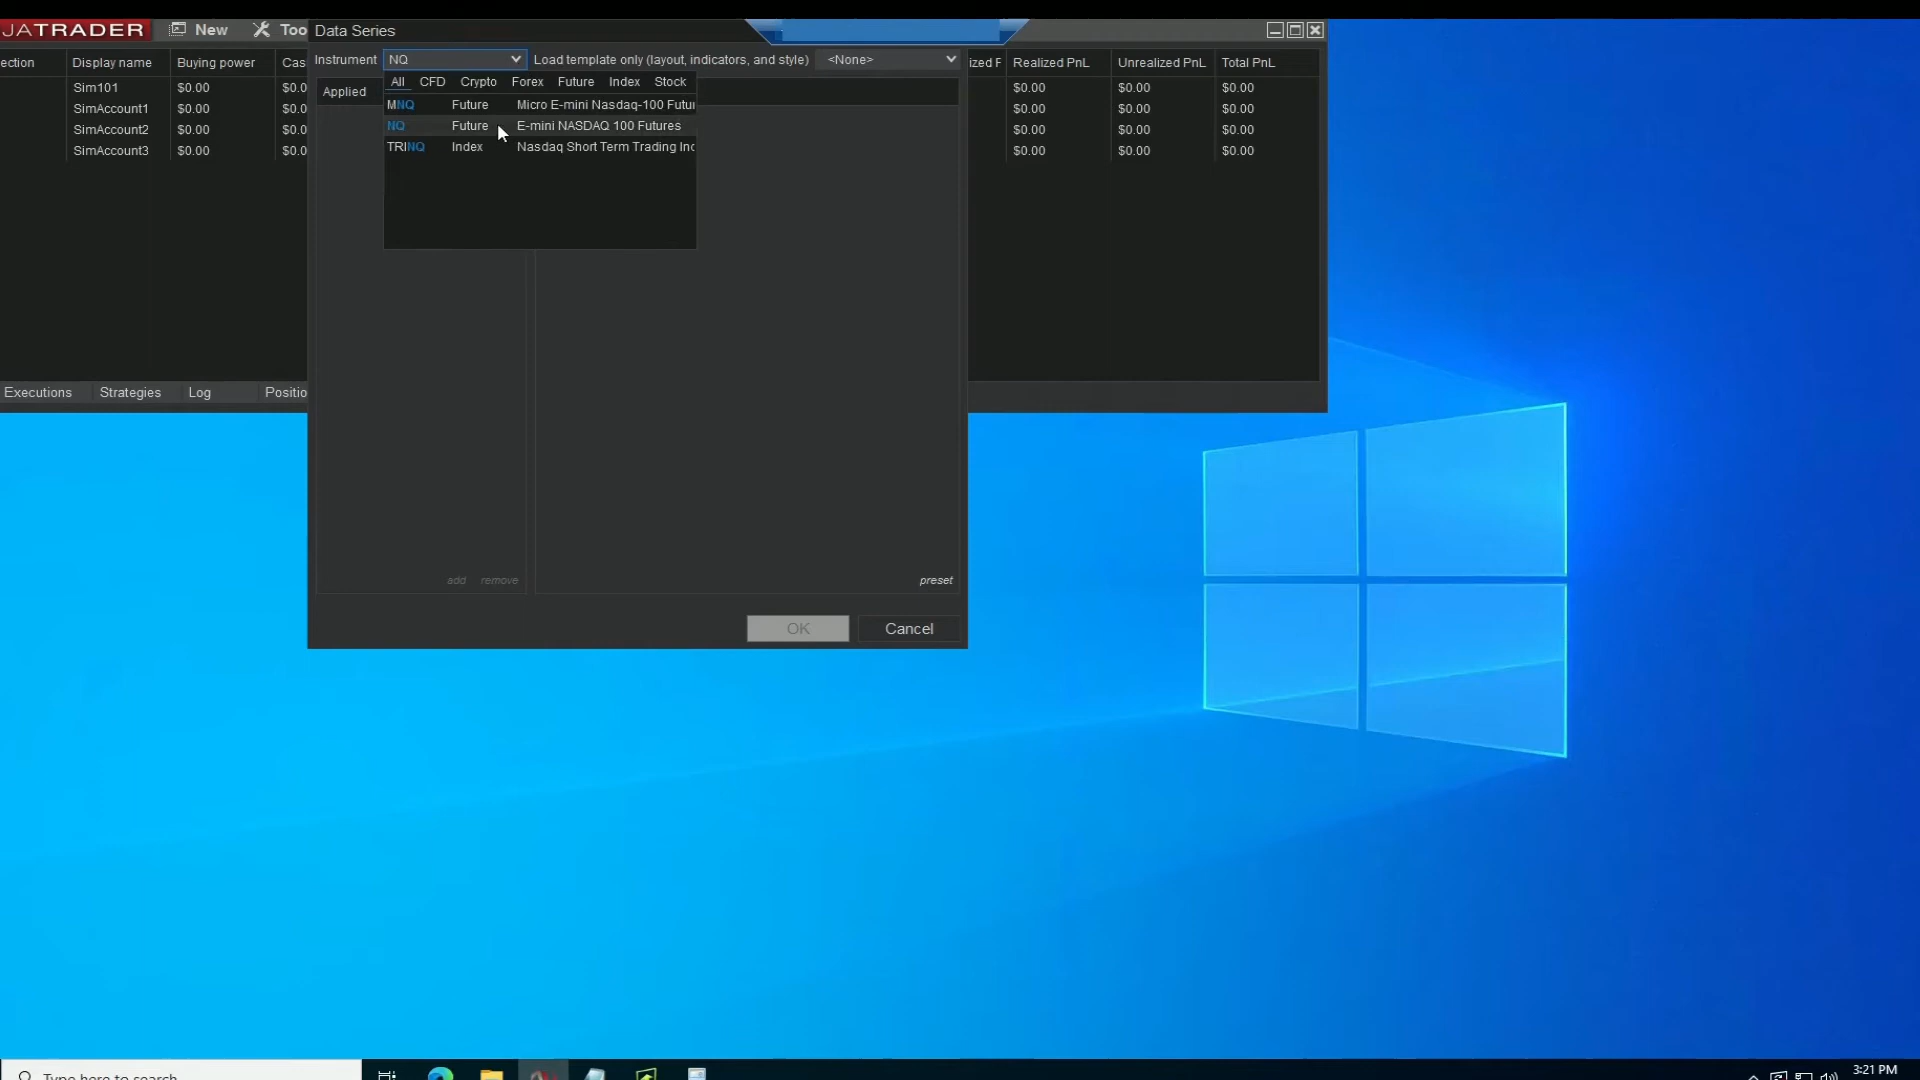 JATRADER New Too Data Series
Instrument NQ Load template only (layout, indicators, and style) <None>
ection Display name Buying power Cas ized F Realized PnL Unrealized PnL Total PnL
All CFD Crypto Forex Future Index Stock
Applied
Sim101 $0.00 $0.0 $0.00 $0.00 $0.00
MNQ Future Micro E-mini Nasdaq-100 Futur
SimAccount1 $0.00 $0.0 $0.00 $0.00 $0.00
NQ Future E-mini NASDAQ 100 Futures
SimAccount2 $0.00 $0.0 $0.00 $0.00 $0.00
TRINQ Index Nasdaq Short Term Trading Inc
SimAccount3 $0.00 $0.0 $0.00 $0.00 $0.00
Executions Strategies Log Positio
add remove preset
OK Cancel
Type here to search
3:21 PM